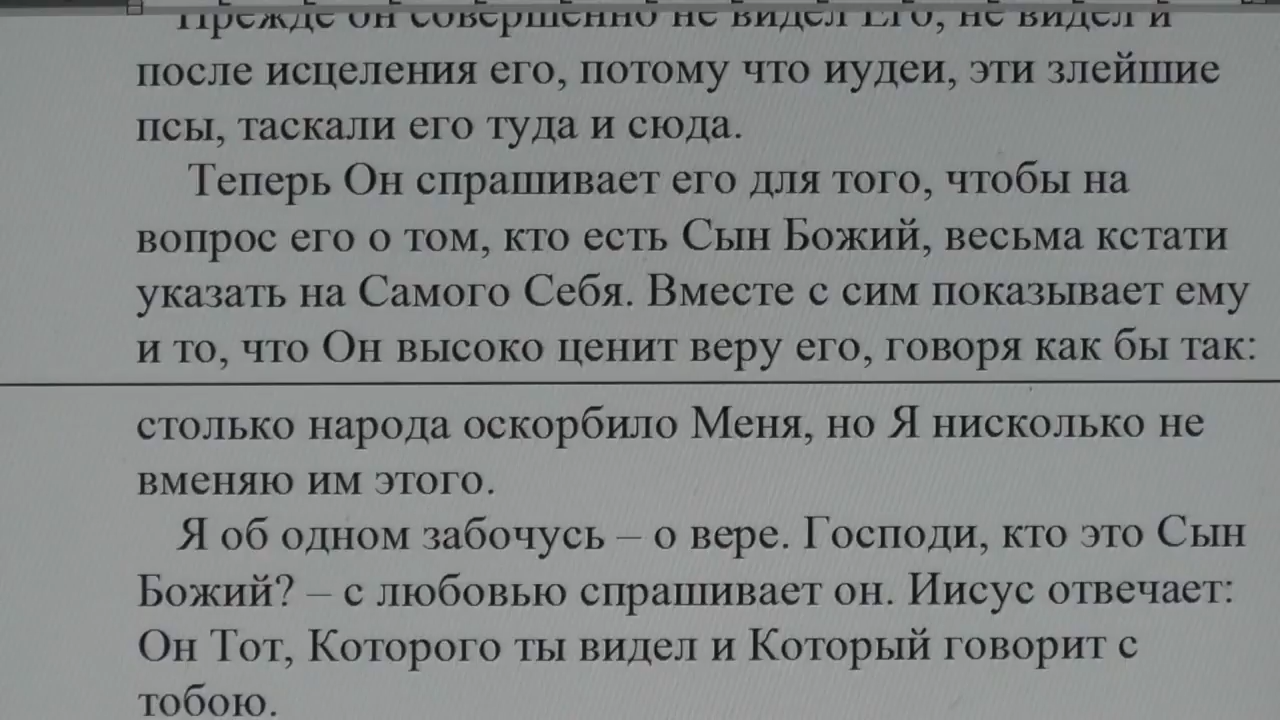 Прежде он совершенно не видел Его, не видел и
после исцеления его, потому что иудеи, эти злейшие
псы, таскали его туда и сюда.
Теперь Он спрашивает его для того, чтобы на
вопрос его о том, кто есть Сын Божий, весьма кстати
указать на Самого Себя. Вместе с сим показывает ему
и то, что Он высоко ценит веру его, говоря как бы так:
столько народа оскорбило Меня, но Я нисколько не
вменяю им этого.
Я об одном забочусь – о вере. Господи, кто это Сын
Божий? – с любовью спрашивает он. Иисус отвечает:
Он Тот, Которого ты видел и Который говорит с
тобою.